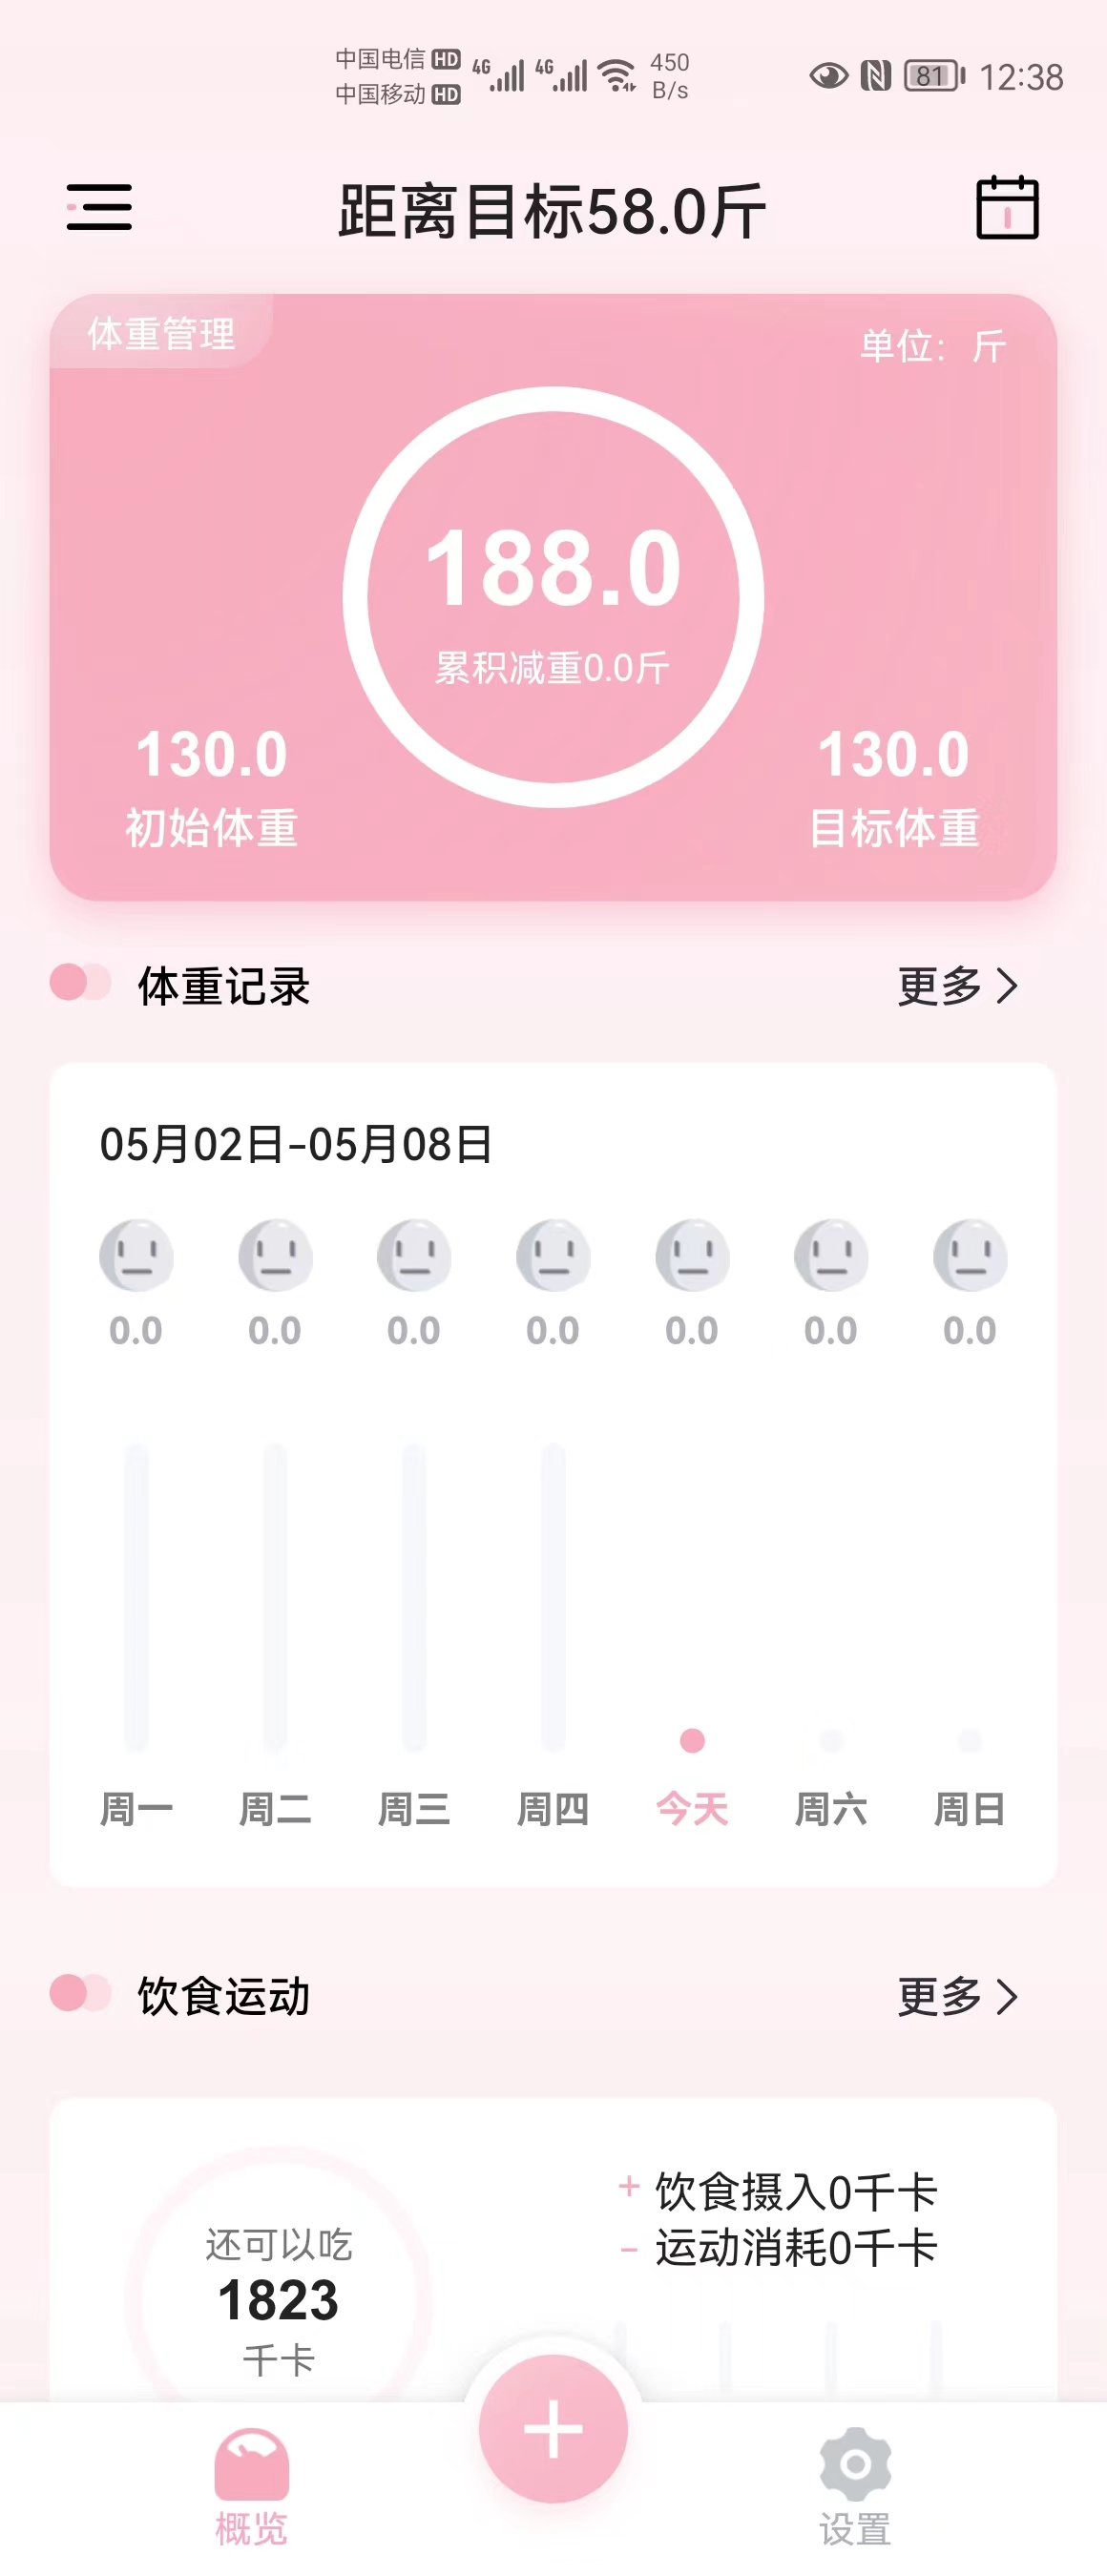 中国电信 HD 4G 4G 450 B/s 81 12:38
中国移动 HD
距离目标58.0斤
体重管理
单位： 斤
188.0
累积减重0.0斤
130.0
初始体重
130.0
目标体重
体重记录
更多
05月02日-05月08日
0.0 0.0 0.0 0.0 0.0 0.0 0.0
周一 周二 周三 周四 今天 周六 周日
饮食运动
更多
还可以吃
1823
千卡
+ 饮食摄入0千卡
- 运动消耗0千卡
概览
设置